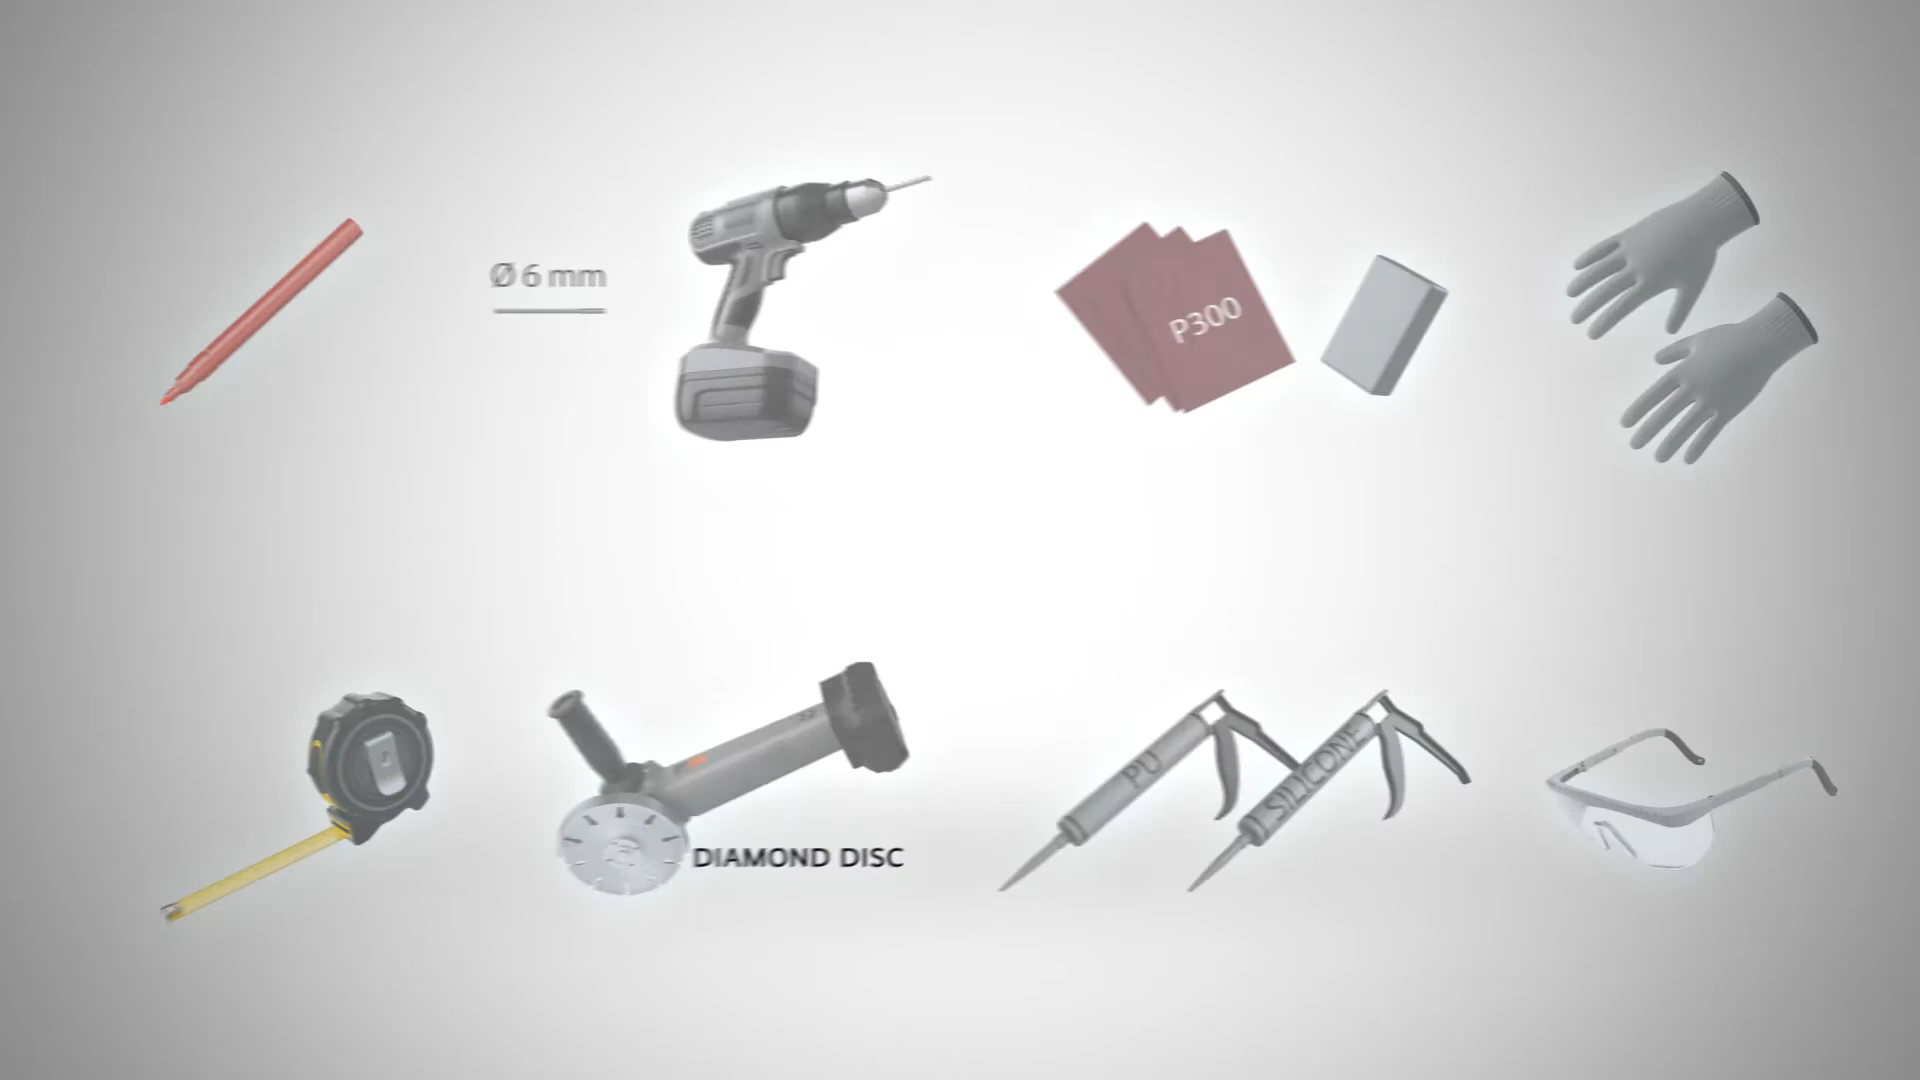 Ø 6 mm
P300
DIAMOND DISC
PU
SILICONE